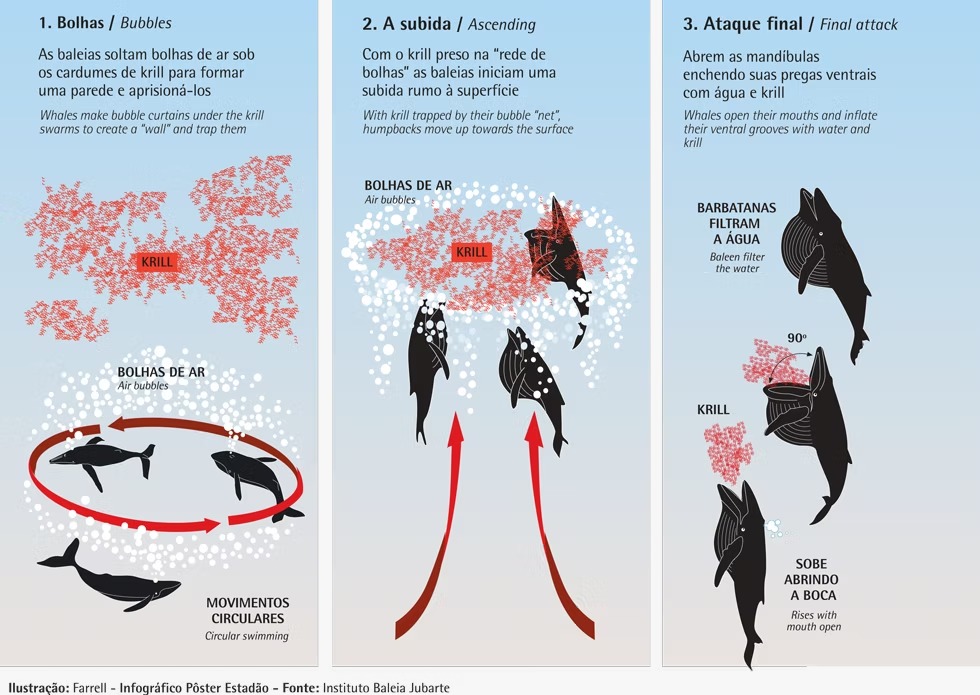 1. Bolhas / Bubbles
As baleias soltam bolhas de ar sob
os cardumes de krill para formar
uma parede e aprisioná-los
Whales make bubble curtains under the krill
swarms to create a “wall” and trap them
KRILL
BOLHAS DE AR
Air bubbles
MOVIMENTOS
CIRCULARES
Circular swimming
2. A subida / Ascending
Com o krill preso na “rede de
bolhas” as baleias iniciam uma
subida rumo à superfície
With krill trapped by their bubble “net”,
humpbacks move up towards the surface
BOLHAS DE AR
Air bubbles
KRILL
3. Ataque final / Final attack
Abrem as mandíbulas
enchendo suas pregas ventrais
com água e krill
Whales open their mouths and inflate
their ventral grooves with water and
krill
BARBATANAS
FILTRAM
A ÁGUA
Baleen filter
the water
90º
KRILL
SOBE
ABRINDO
A BOCA
Rises with
mouth open
Ilustração: Farrell - Infográfico Pôster Estadão - Fonte: Instituto Baleia Jubarte